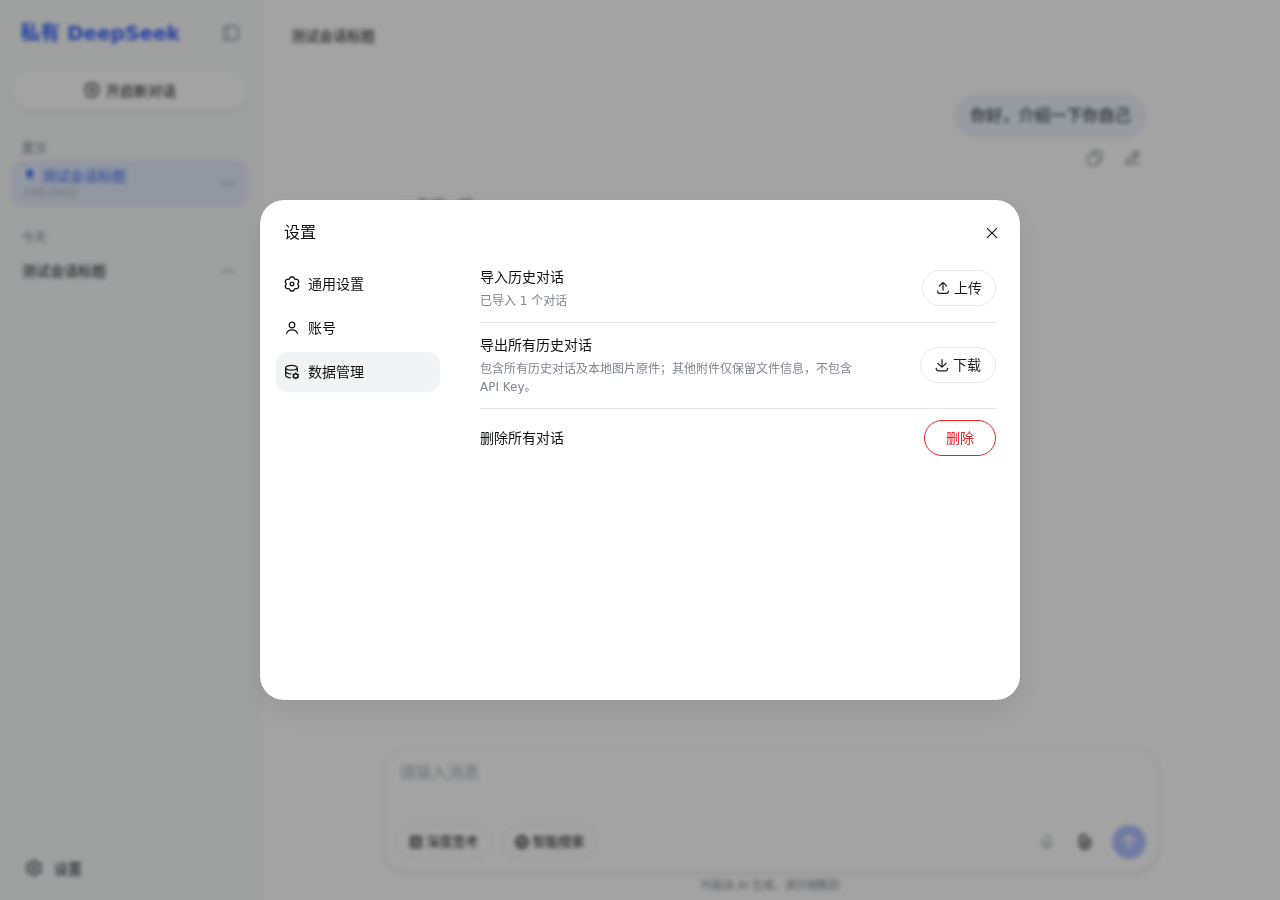 私有 DeepSeek
测试会话标题
开启新对话
你好，介绍一下你自己
置顶
测试会话标题
今天
测试会话标题
设置
通用设置
账号
数据管理
导入历史对话
已导入 1 个对话
上传
导出所有历史对话
包含所有历史对话及本地图片原件；其他附件仅保留文件信息，不包含
API Key。
下载
删除所有对话
删除
请输入消息
深度思考
智能搜索
设置
内容由 AI 生成，请仔细甄别